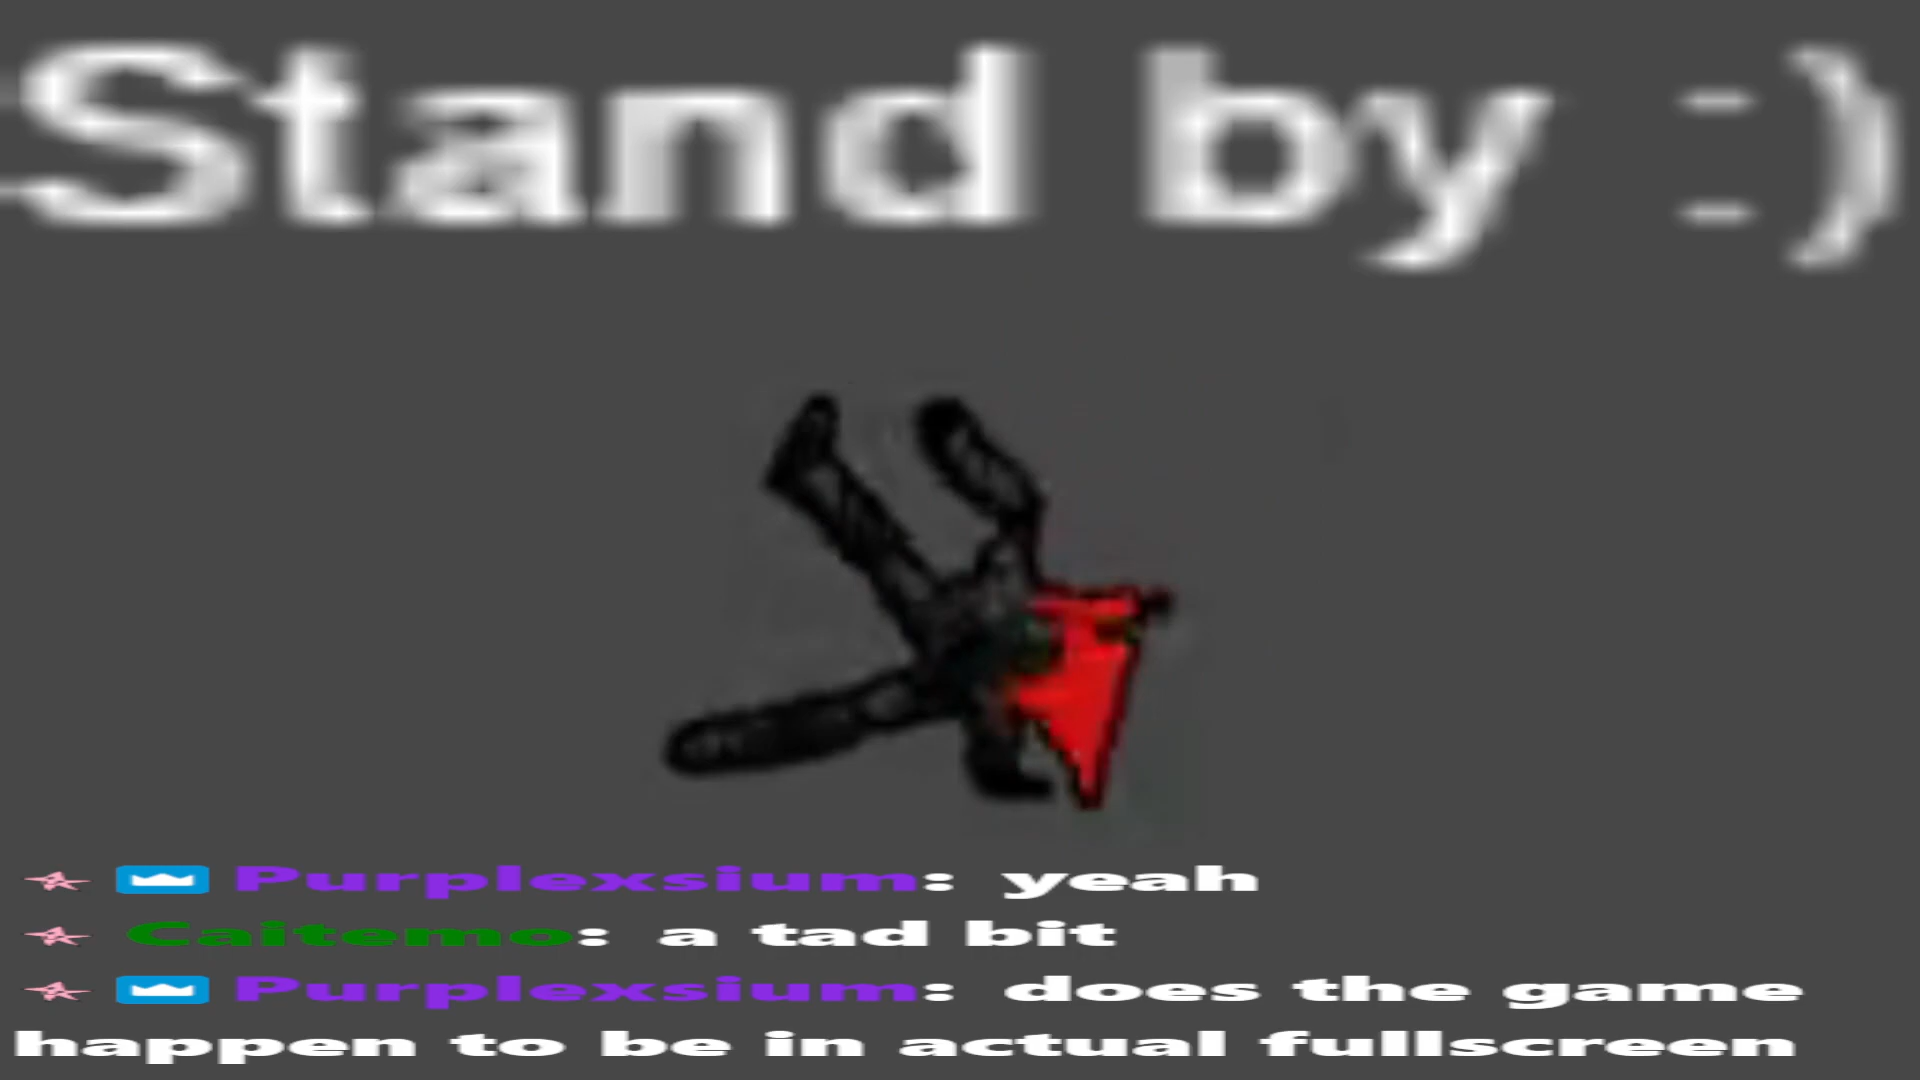 Stand by :)
Purplexsium: yeah
Caitemo: a tad bit
Purplexsium: does the game
happen to be in actual fullscreen